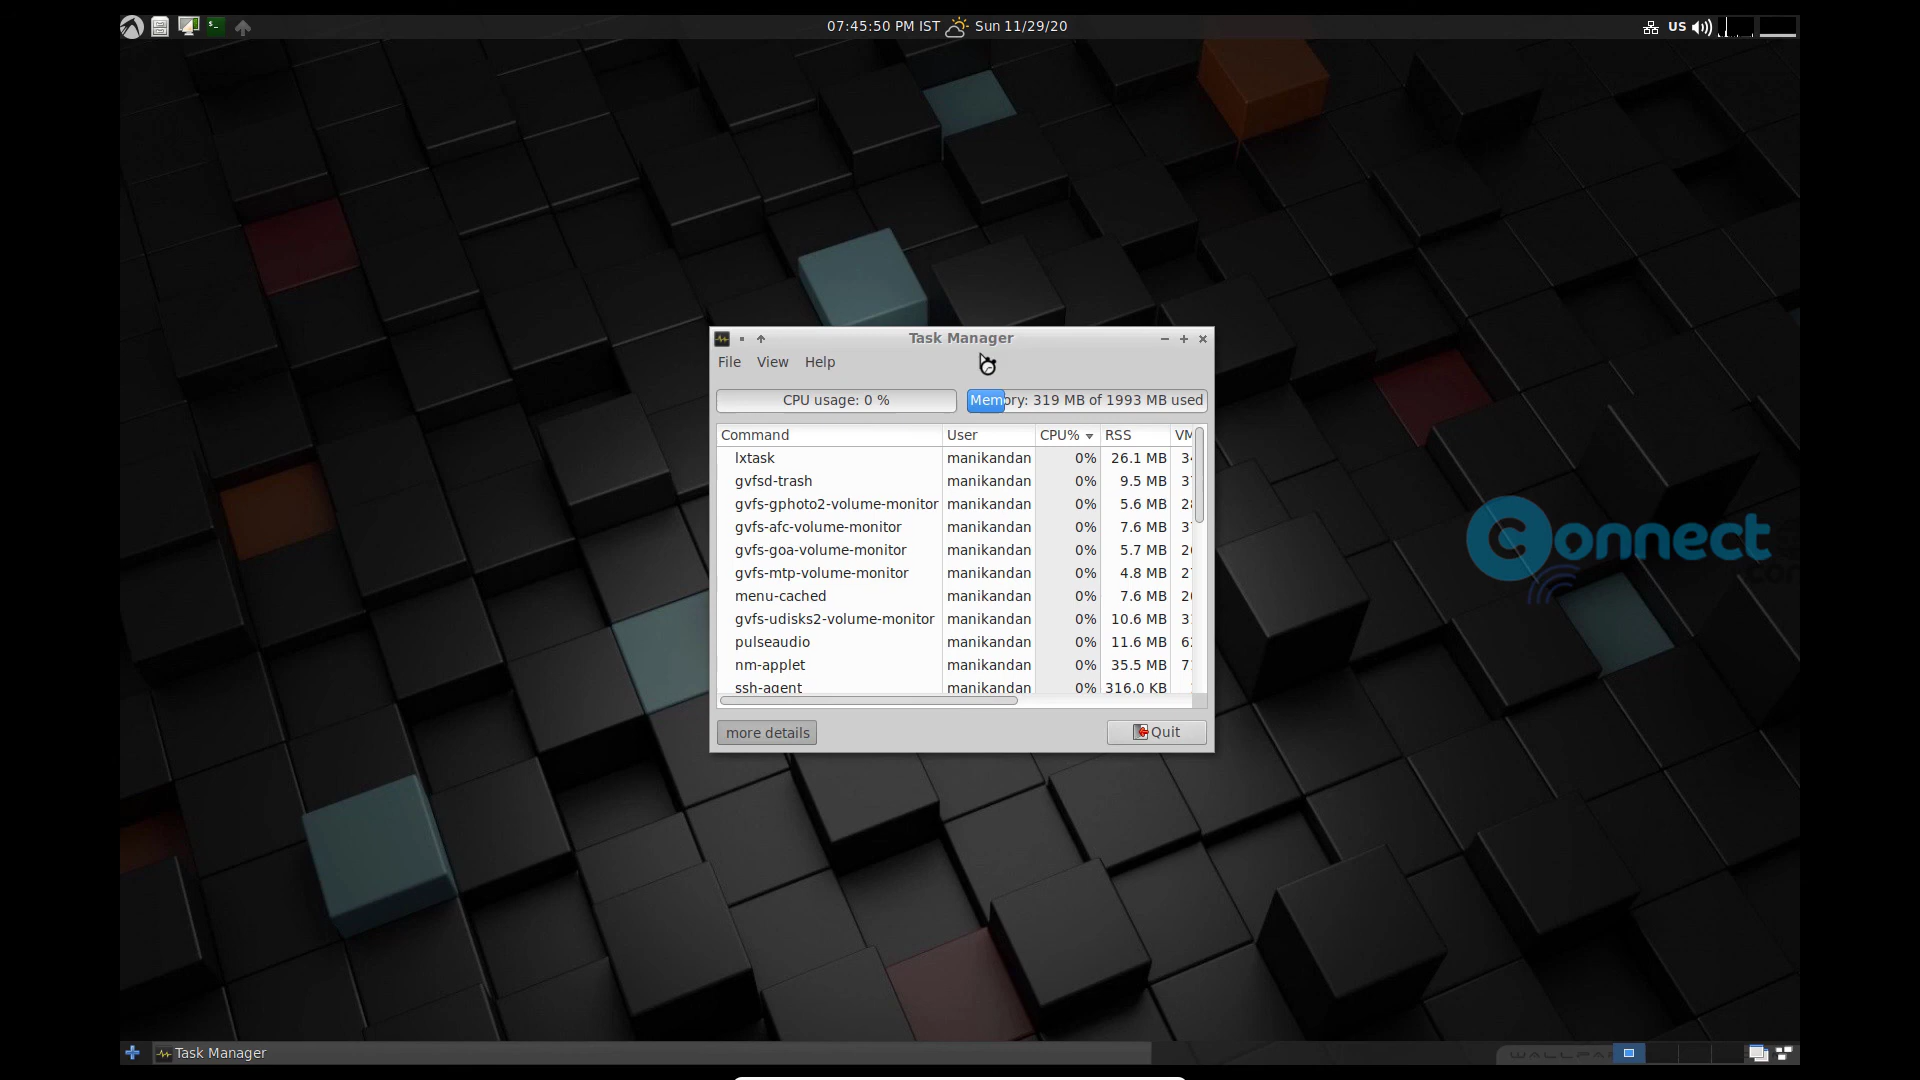 07:45:50 PM IST Sun 11/29/20
US
Task Manager
File View Help
CPU usage: 0 %
Memory: 319 MB of 1993 MB used
Command User CPU% RSS VM
lxtask manikandan 0% 26.1 MB
gvfsd-trash manikandan 0% 9.5 MB
gvfs-gphoto2-volume-monitor manikandan 0% 5.6 MB
gvfs-afc-volume-monitor manikandan 0% 7.6 MB
gvfs-goa-volume-monitor manikandan 0% 5.7 MB
gvfs-mtp-volume-monitor manikandan 0% 4.8 MB
menu-cached manikandan 0% 7.6 MB
gvfs-udisks2-volume-monitor manikandan 0% 10.6 MB
pulseaudio manikandan 0% 11.6 MB
nm-applet manikandan 0% 35.5 MB
ssh-agent manikandan 0% 316.0 KB
more details Quit
Connect
com
Task Manager